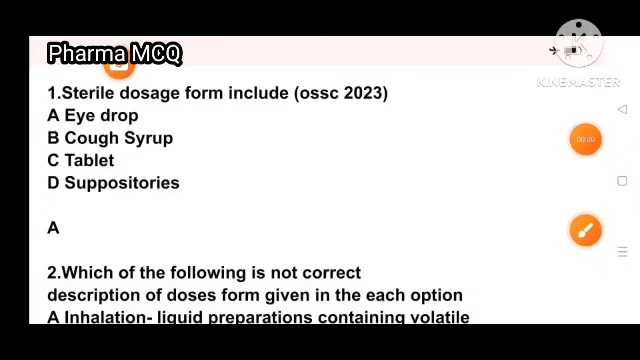 Pharma MCQ
KINEMASTER
1.Sterile dosage form include (ossc 2023)
A Eye drop
00:00
B Cough Syrup
C Tablet
D Suppositories
A
2.Which of the following is not correct
description of doses form given in the each option
A Inhalation- liquid preparations containing volatile